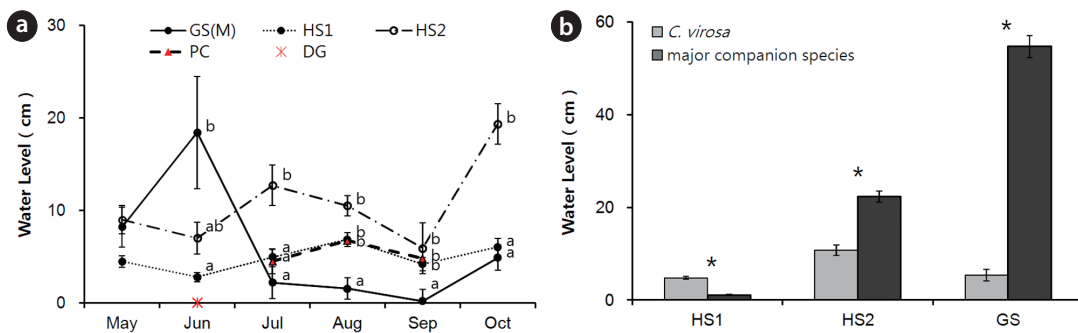 a
GS(M) HS1 HS2
PC DG
Water Level ( cm )
30
20
10
0
b
ab
b
a
a
a
a
b
b
b
a
b
b
b
a
b
a
a
May Jun Jul Aug Sep Oct
b
C. virosa
major companion species
Water Level ( cm )
60
40
20
0
*
*
*
HS1 HS2 GS